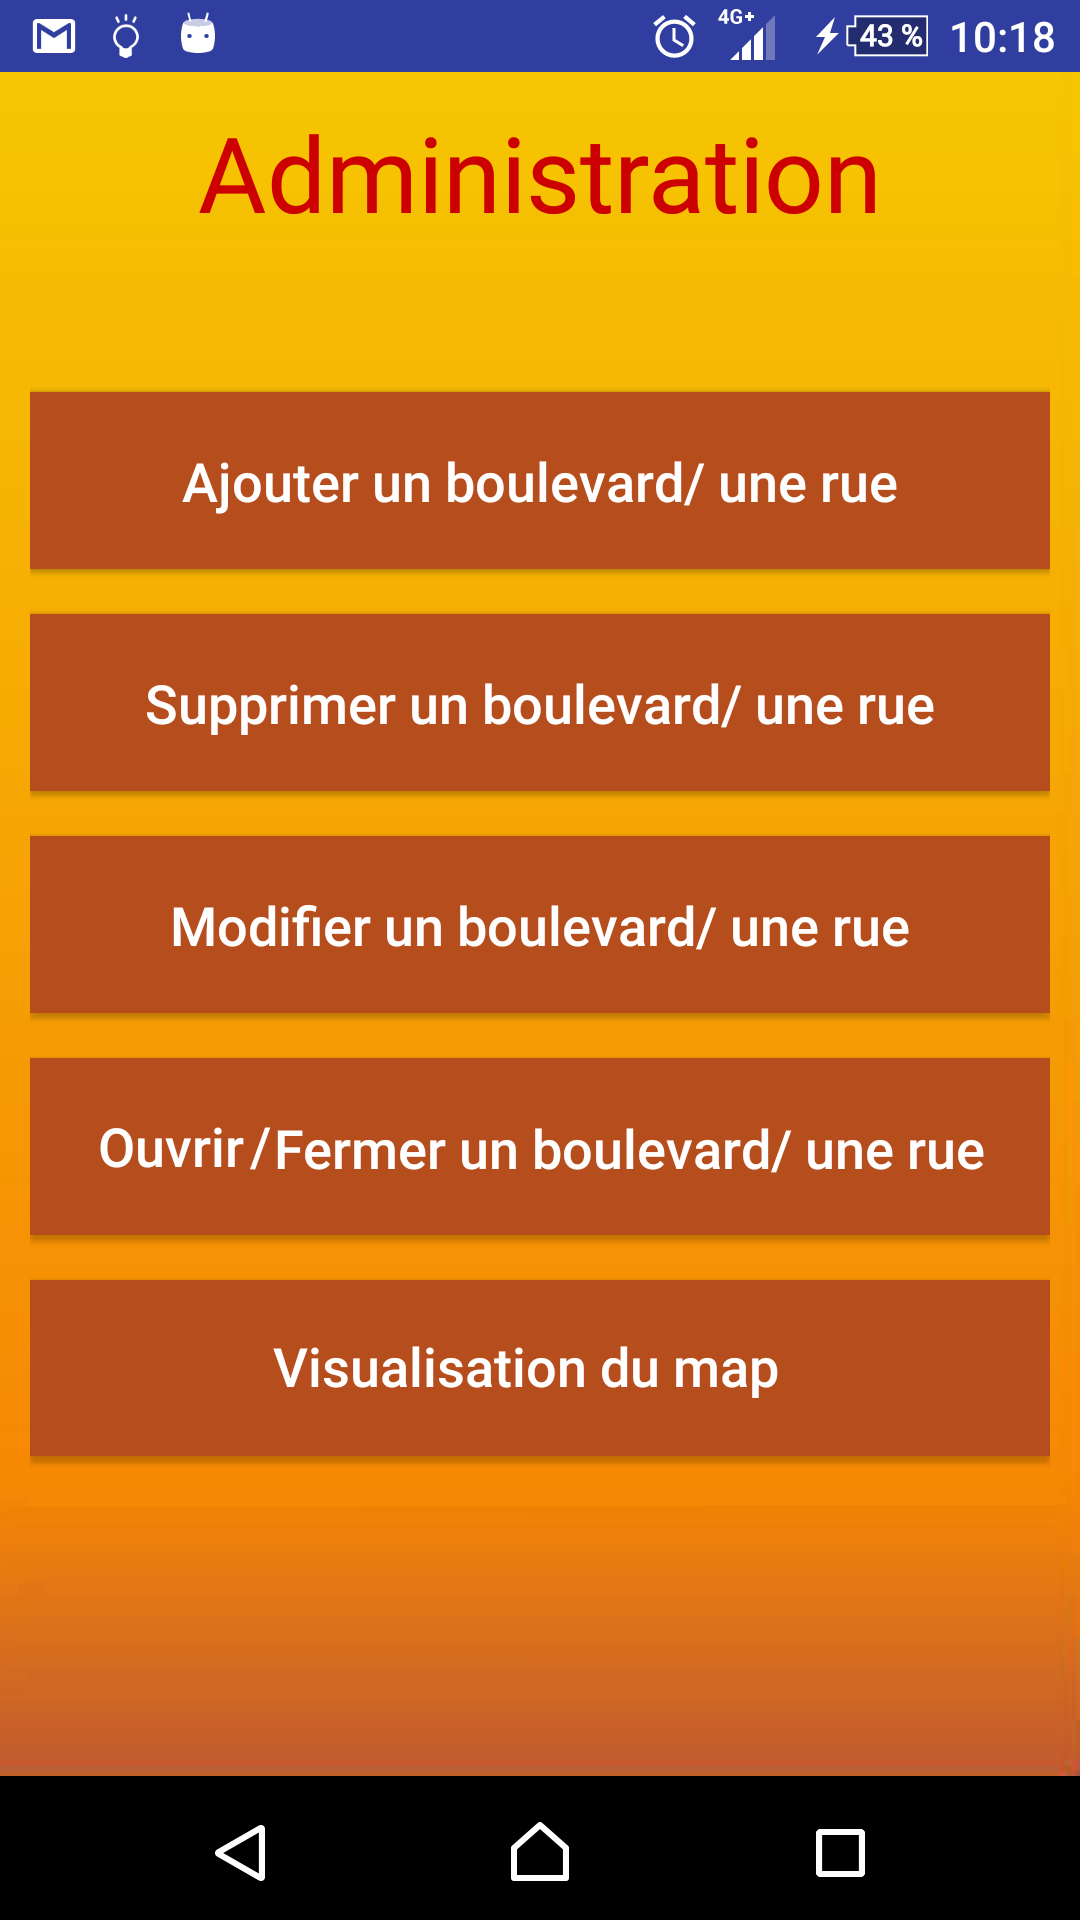 4G+ 43 % 10:18
Administration
Ajouter un boulevard/ une rue
Supprimer un boulevard/ une rue
Modifier un boulevard/ une rue
Ouvrir/Fermer un boulevard/ une rue
Visualisation du map